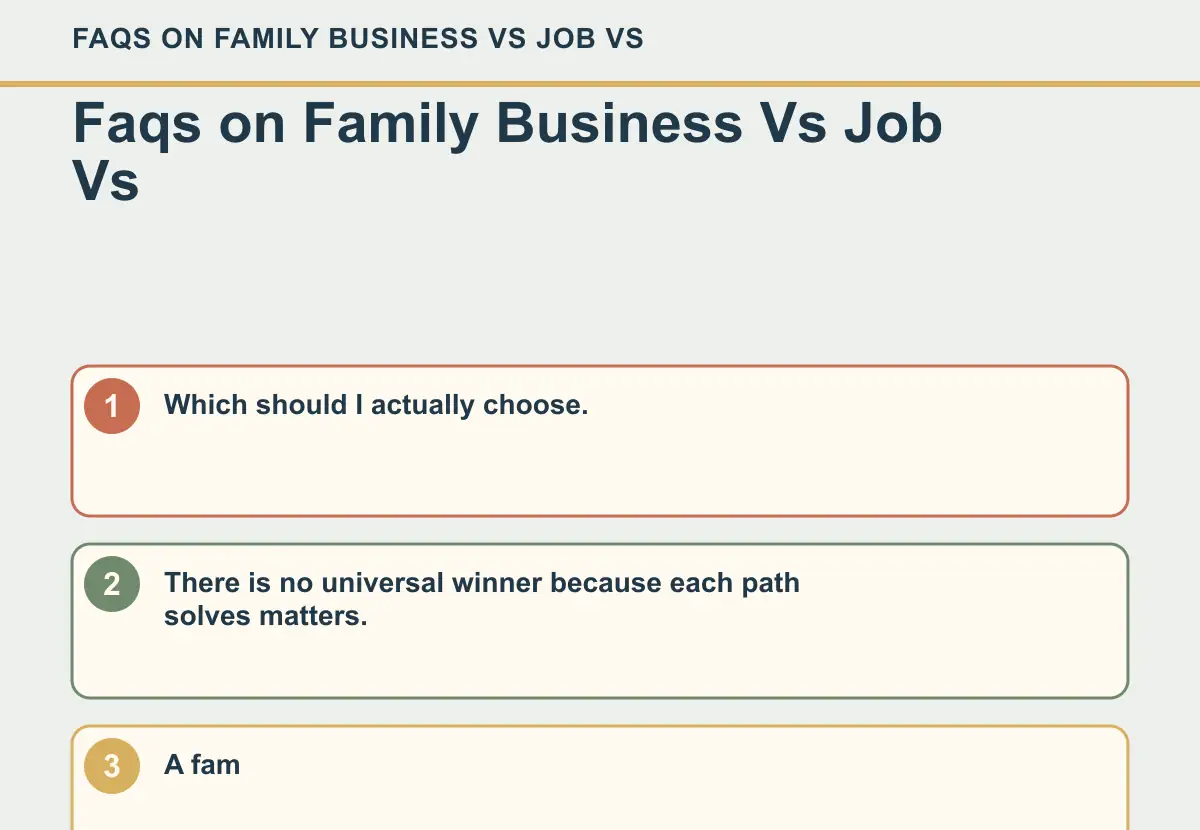 FAQS ON FAMILY BUSINESS VS JOB VS
Faqs on Family Business Vs Job
Vs
1
Which should I actually choose.
2
There is no universal winner because each path
solves matters.
3
A fam